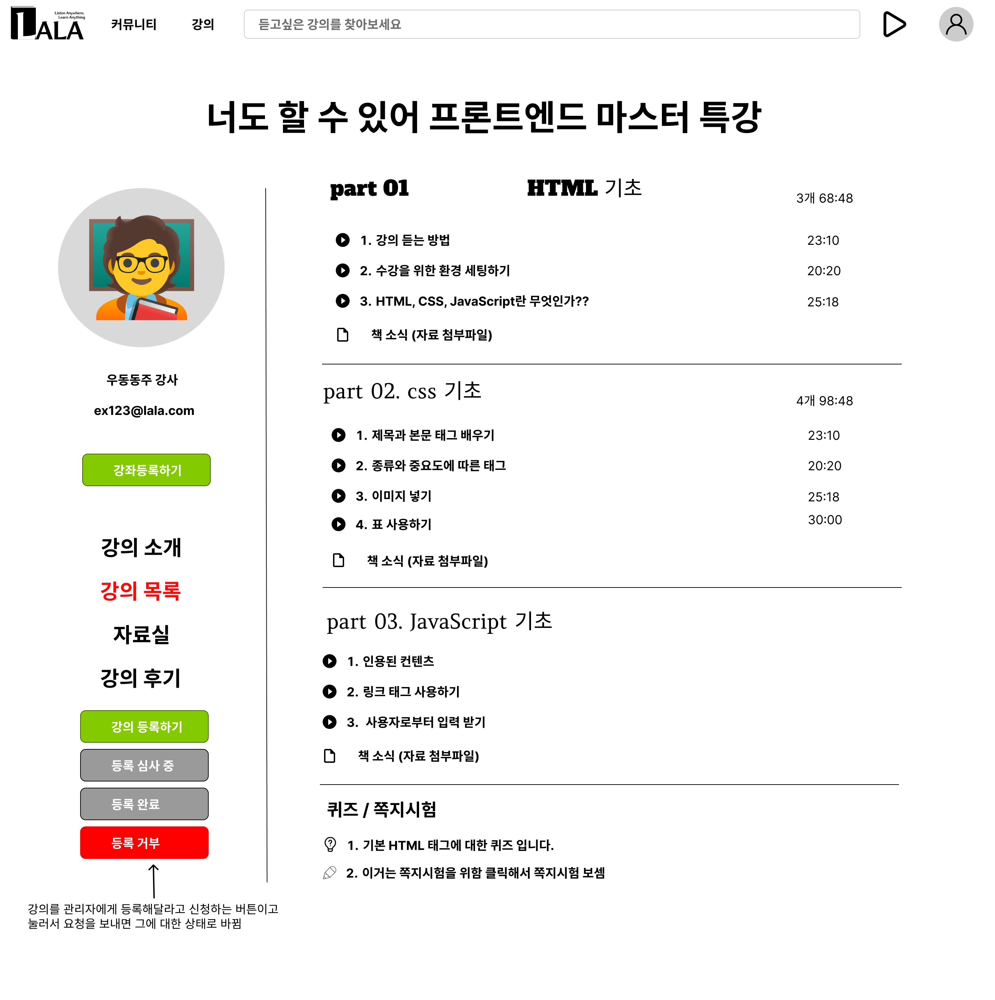 Listen Anywhere,
Learn Anything
LALA
커뮤니티
강의
듣고싶은 강의를 찾아보세요
너도 할 수 있어 프론트엔드 마스터 특강
우동동주 강사
ex123@lala.com
강좌등록하기
강의 소개
강의 목록
자료실
강의 후기
강의 등록하기
등록 심사 중
등록 완료
등록 거부
강의를 관리자에게 등록해달라고 신청하는 버튼이고
눌러서 요청을 보내면 그에 대한 상태로 바뀜
part 01 HTML 기초 3개 68:48
1. 강의 듣는 방법 23:10
2. 수강을 위한 환경 세팅하기 20:20
3. HTML, CSS, JavaScript란 무엇인가?? 25:18
책 소식 (자료 첨부파일)
part 02. css 기초 4개 98:48
1. 제목과 본문 태그 배우기 23:10
2. 종류와 중요도에 따른 태그 20:20
3. 이미지 넣기 25:18
4. 표 사용하기 30:00
책 소식 (자료 첨부파일)
part 03. JavaScript 기초
1. 인용된 컨텐츠
2. 링크 태그 사용하기
3. 사용자로부터 입력 받기
책 소식 (자료 첨부파일)
퀴즈 / 쪽지시험
1. 기본 HTML 태그에 대한 퀴즈 입니다.
2. 이거는 쪽지시험을 위함 클릭해서 쪽지시험 보셈